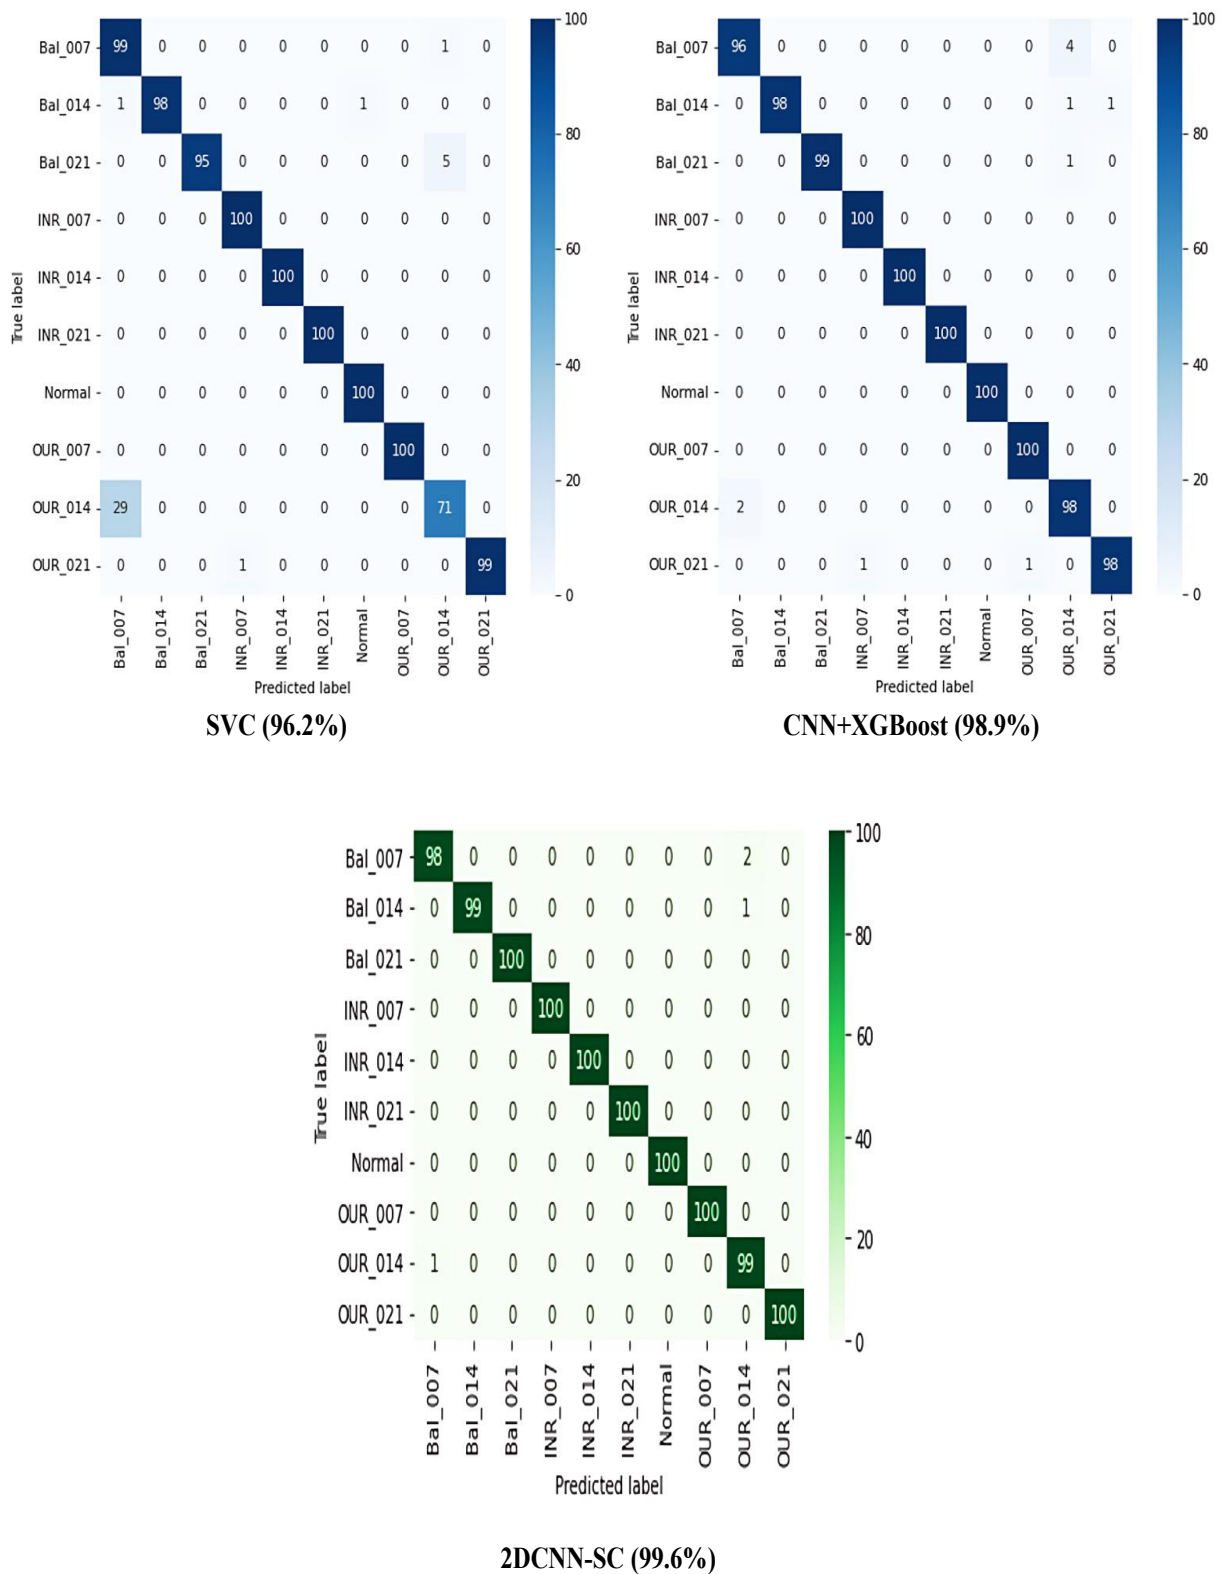 Bal_007 99 0 0 0 0 0 0 0 1 0
Bal_014 1 98 0 0 0 0 1 0 0 0
Bal_021 0 0 95 0 0 0 0 0 5 0
INR_007 0 0 0 100 0 0 0 0 0 0
INR_014 0 0 0 0 100 0 0 0 0 0
INR_021 0 0 0 0 0 100 0 0 0 0
Normal 0 0 0 0 0 0 100 0 0 0
OUR_007 0 0 0 0 0 0 0 100 0 0
OUR_014 29 0 0 0 0 0 0 0 71 0
OUR_021 0 0 0 1 0 0 0 0 0 99
True label
Bal_007 Bal_014 Bal_021 INR_007 INR_014 INR_021 Normal OUR_007 OUR_014 OUR_021
Predicted label
100
80
60
40
20
0
SVC (96.2%)
Bal_007 96 0 0 0 0 0 0 0 4 0
Bal_014 0 98 0 0 0 0 0 0 1 1
Bal_021 0 0 99 0 0 0 0 0 1 0
INR_007 0 0 0 100 0 0 0 0 0 0
INR_014 0 0 0 0 100 0 0 0 0 0
INR_021 0 0 0 0 0 100 0 0 0 0
Normal 0 0 0 0 0 0 100 0 0 0
OUR_007 0 0 0 0 0 0 0 100 0 0
OUR_014 2 0 0 0 0 0 0 0 98 0
OUR_021 0 0 0 1 0 0 0 1 0 98
True label
Bal_007 Bal_014 Bal_021 INR_007 INR_014 INR_021 Normal OUR_007 OUR_014 OUR_021
Predicted label
100
80
60
40
20
0
CNN+XGBoost (98.9%)
Bal_007 98 0 0 0 0 0 0 0 2 0
Bal_014 0 99 0 0 0 0 0 0 1 0
Bal_021 0 0 100 0 0 0 0 0 0 0
INR_007 0 0 0 100 0 0 0 0 0 0
INR_014 0 0 0 0 100 0 0 0 0 0
INR_021 0 0 0 0 0 100 0 0 0 0
Normal 0 0 0 0 0 0 100 0 0 0
OUR_007 0 0 0 0 0 0 0 100 0 0
OUR_014 1 0 0 0 0 0 0 0 99 0
OUR_021 0 0 0 0 0 0 0 0 0 100
True label
Bal_007 Bal_014 Bal_021 INR_007 INR_014 INR_021 Normal OUR_007 OUR_014 OUR_021
Predicted label
100
80
60
40
20
0
2DCNN-SC (99.6%)